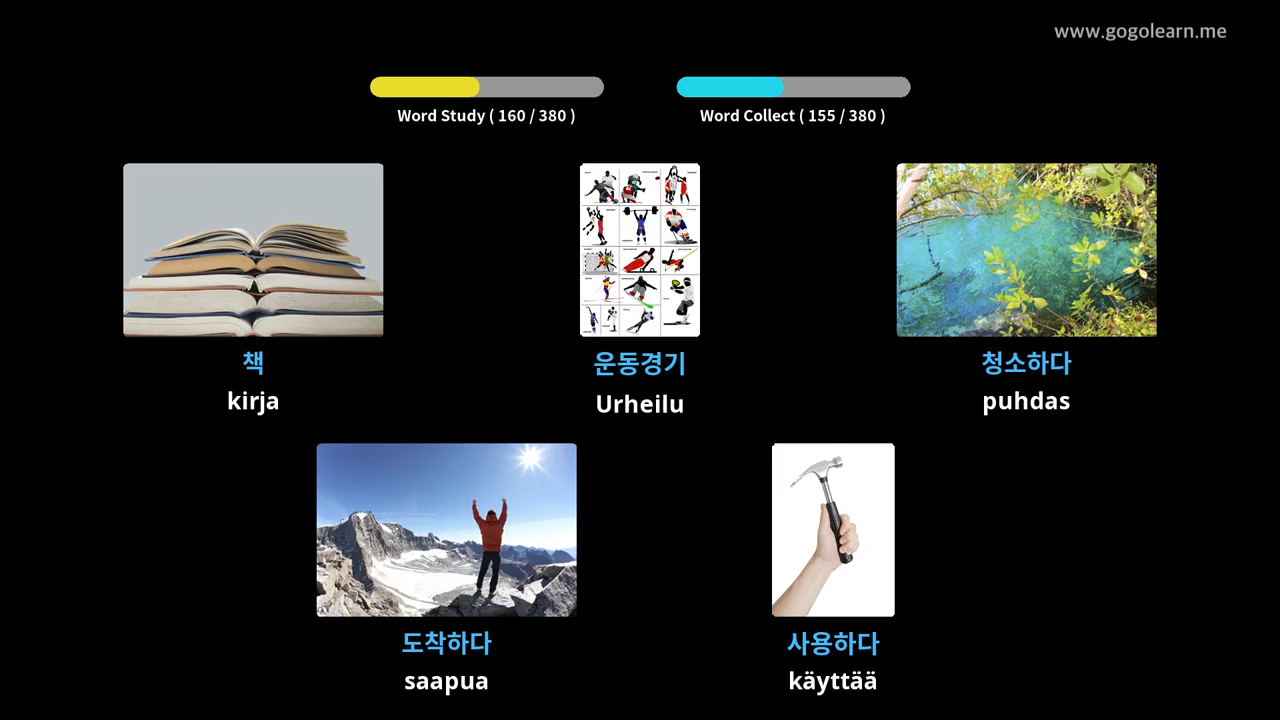 www.gogolearn.me
Word Study ( 160 / 380 )
Word Collect ( 155 / 380 )
책
kirja
운동경기
Urheilu
청소하다
puhdas
도착하다
saapua
사용하다
käyttää